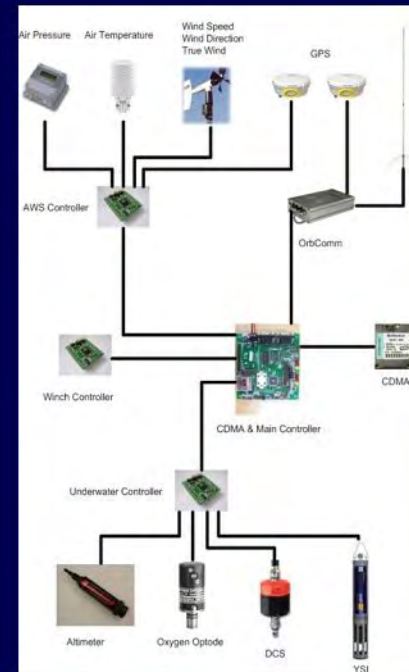 Wind Speed
Wind Direction
True Wind
Air Pressure
Air Temperature
GPS
AWS Controller
OrbComm
Winch Controller
CDMA
CDMA & Main Controller
Underwater Controller
Altimeter
Oxygen Optode
DCS
YSI